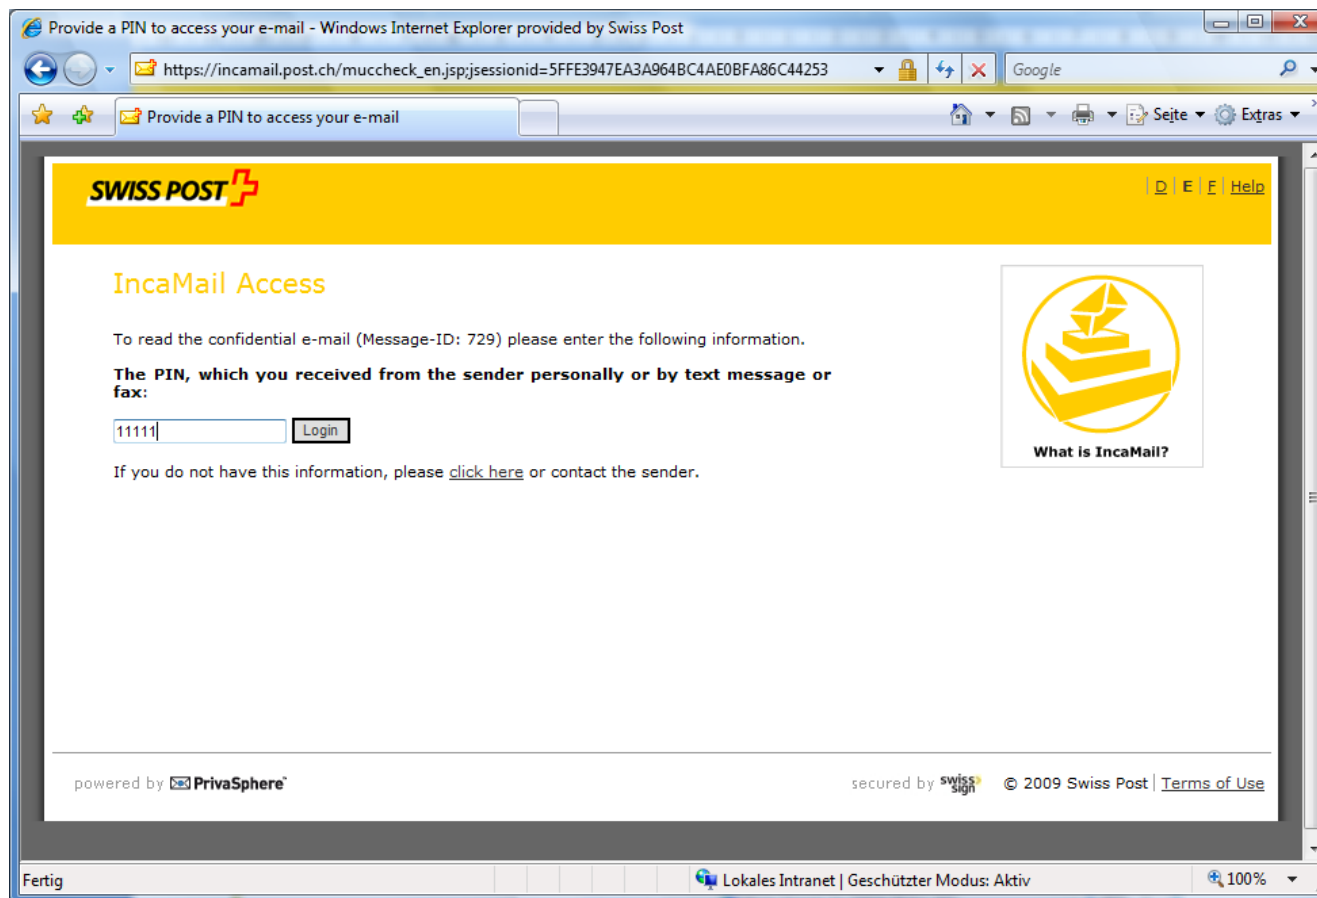 Provide a PIN to access your e-mail - Windows Internet Explorer provided by Swiss Post
https://incamail.post.ch/muccheck_en.jsp;jsessionid=5FFE3947EA3A964BC4AE0BFA86C44253
Google
Provide a PIN to access your e-mail
Seite
Extras
SWISS POST
D | E | F | Help
IncaMail Access
To read the confidential e-mail (Message-ID: 729) please enter the following information.
The PIN, which you received from the sender personally or by text message or
fax:
11111
Login
If you do not have this information, please click here or contact the sender.
What is IncaMail?
powered by PrivaSphere
secured by swiss sign © 2009 Swiss Post | Terms of Use
Fertig
Lokales Intranet | Geschützter Modus: Aktiv
100%